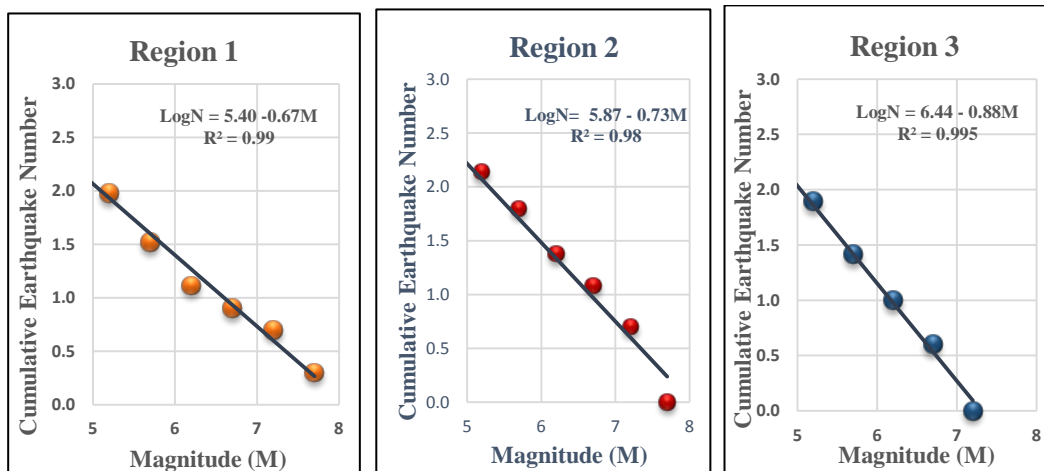 Region 1
Cumulative Earthquake Number
3.0
2.5
2.0
1.5
1.0
0.5
0.0
LogN = 5.40 -0.67M
R² = 0.99
5 6 7 8
Magnitude (M)
Region 2
Cumulative Earthquake Number
3.0
2.5
2.0
1.5
1.0
0.5
0.0
LogN= 5.87 - 0.73M
R² = 0.98
5 6 7 8
Magnitude (M)
Region 3
Cumulative Earthquake Number
3.0
2.5
2.0
1.5
1.0
0.5
0.0
LogN = 6.44 - 0.88M
R² = 0.995
5 6 7 8
Magnitude (M)